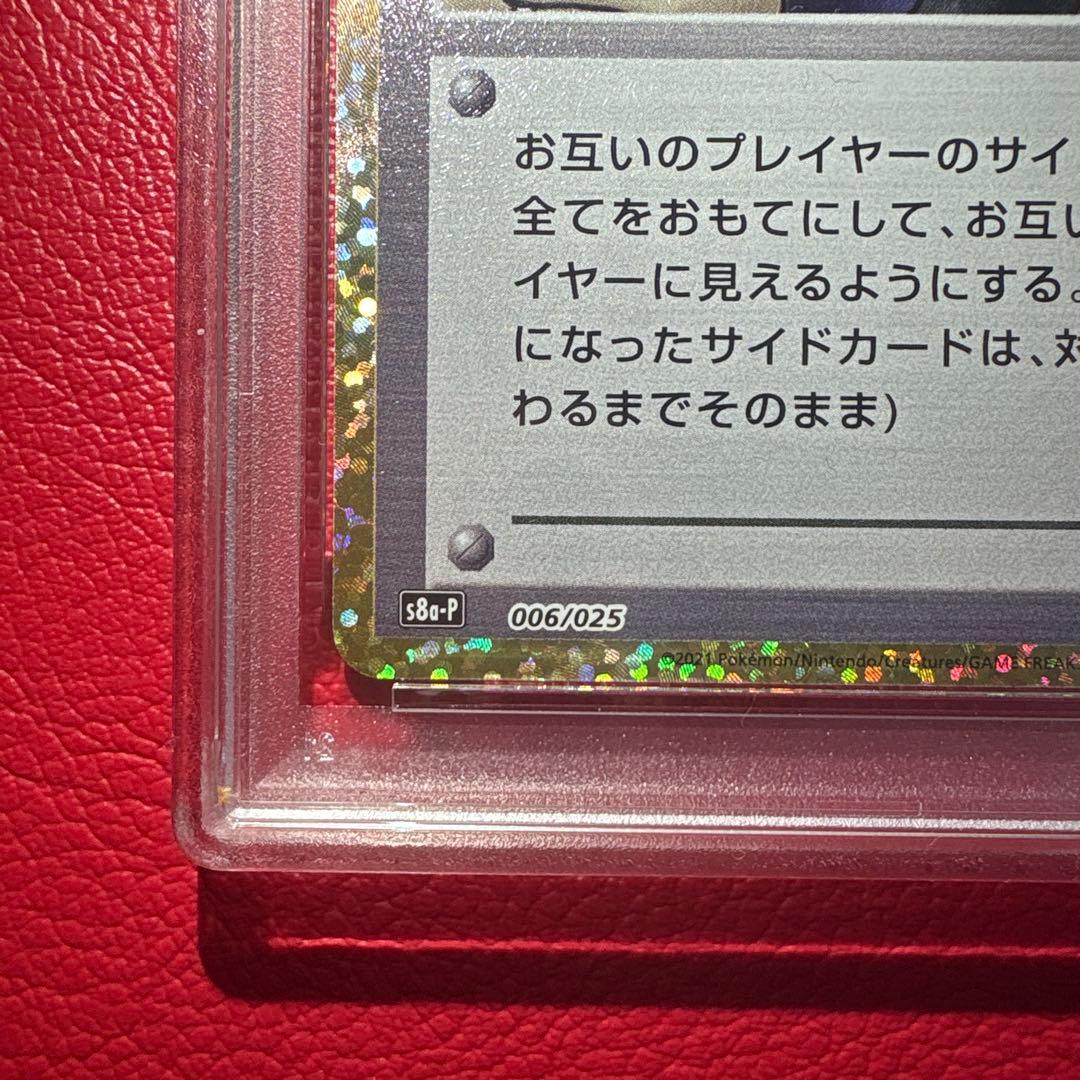 お互いのプレイヤーのサイ
全てをおもてにして、お互い
イヤーに見えるようにする。
になったサイドカードは、対
わるまでそのまま)
s8a-P 006/025
©2021 Pokémon/Nintendo/Creatures/GAME FREAK